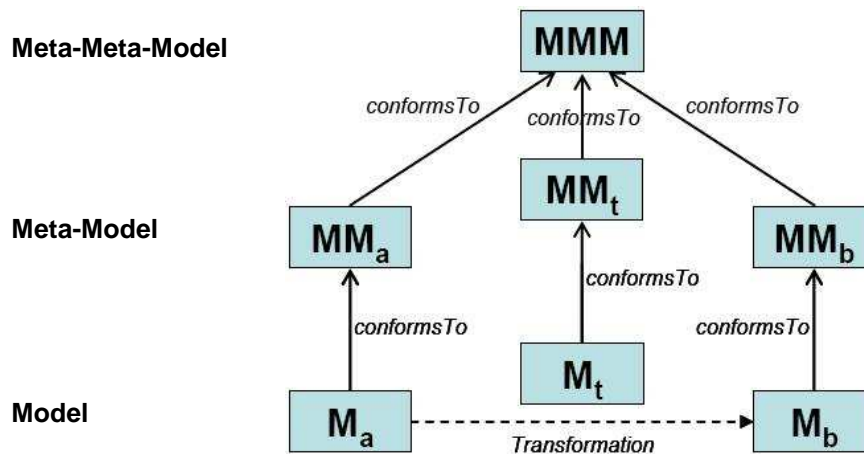 Meta-Meta-Model
MMM
conformsTo
conformsTo
conformsTo
Meta-Model
MMa
MMt
MMb
conformsTo
conformsTo
conformsTo
Model
Ma
Mt
Mb
Transformation